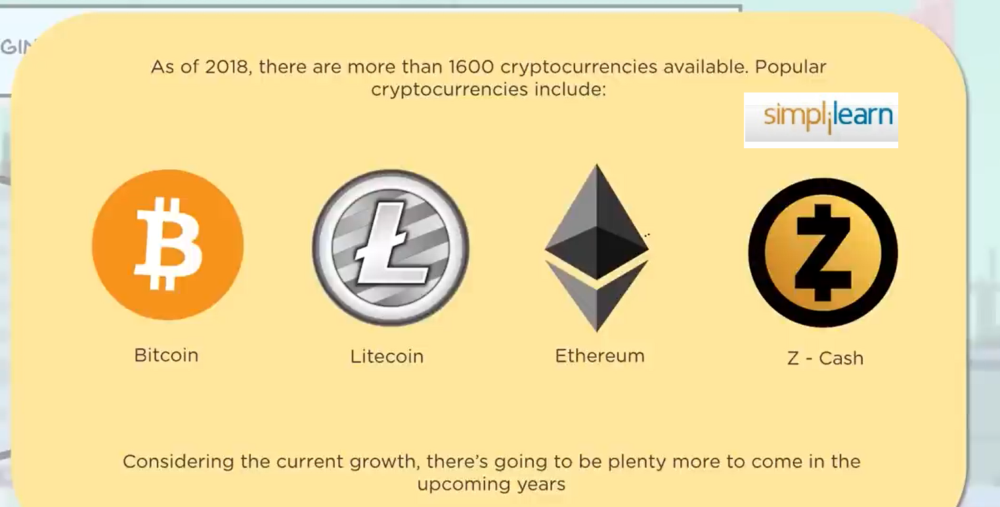 As of 2018, there are more than 1600 cryptocurrencies available. Popular
cryptocurrencies include:
simplilearn
Bitcoin
Litecoin
Ethereum
Z - Cash
Considering the current growth, there's going to be plenty more to come in the
upcoming years